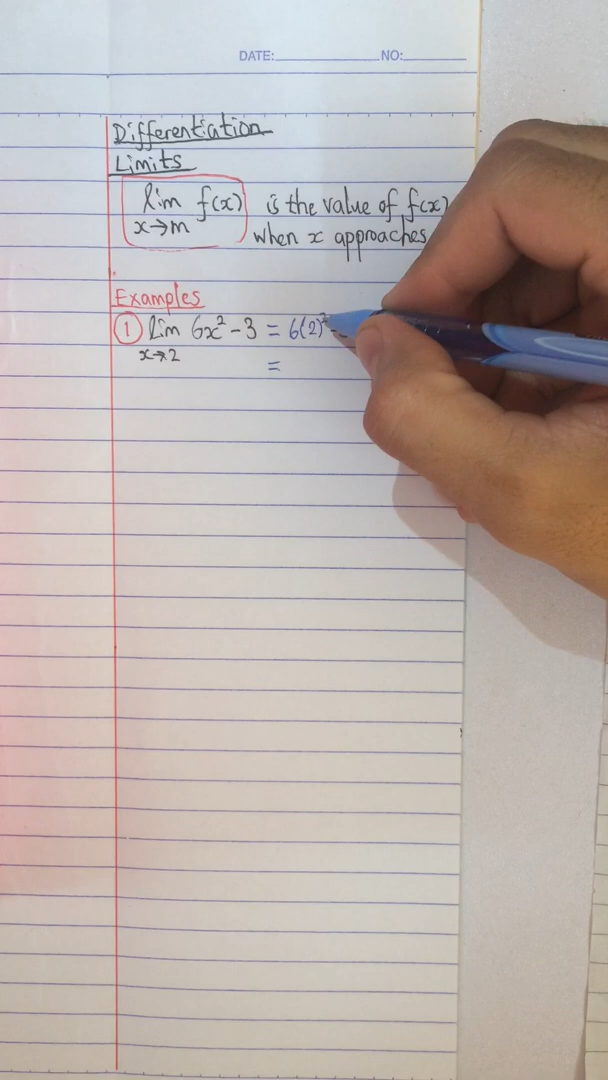 DATE: NO:
Differentiation
Limits
lim f(x) is the value of f(x)
x→m when x approaches
Examples
① lim 6x² - 3 = 6(2)² -
x→2 =